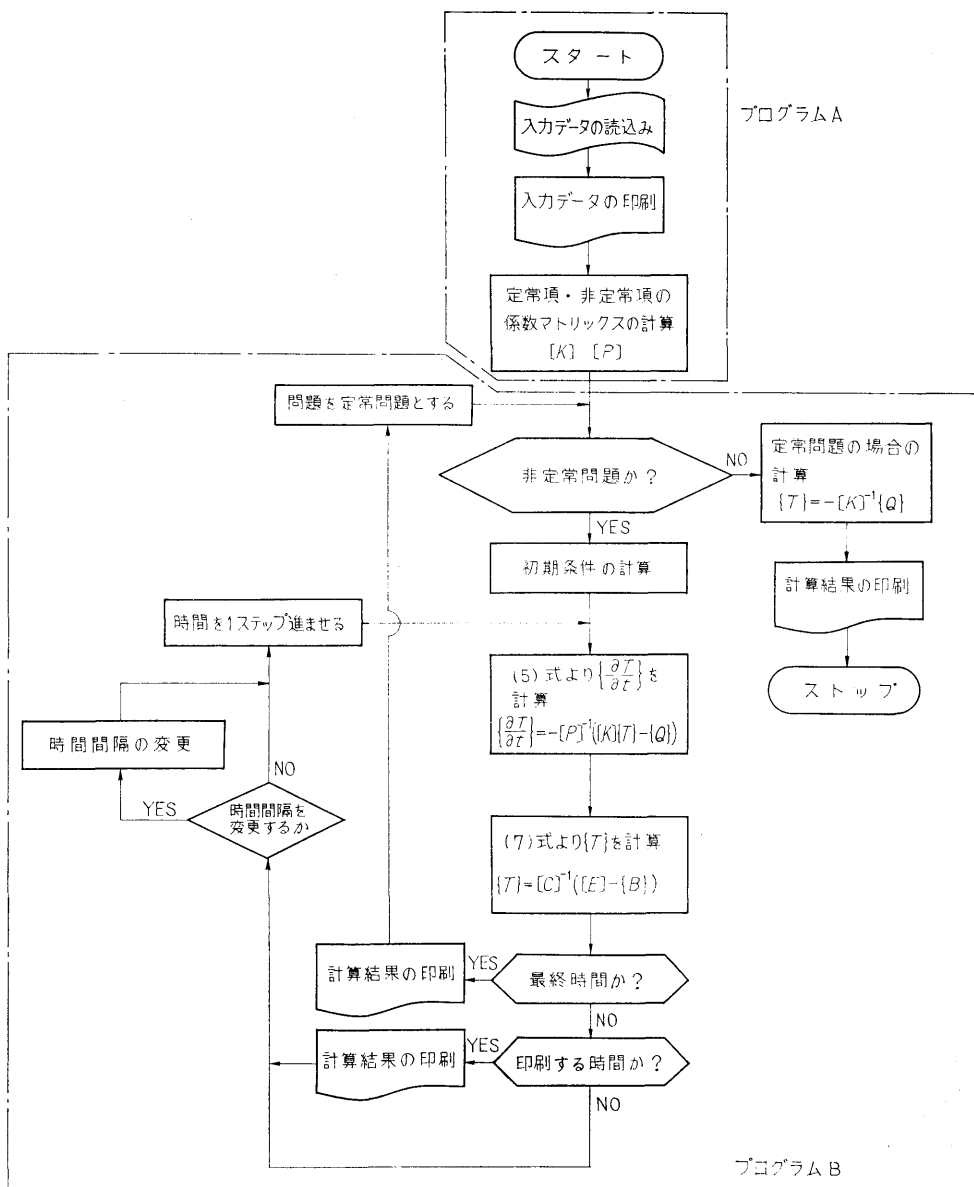 スタート
プログラムA
入力データの読込み
入力データの印刷
定常項・非定常項の
係数マトリックスの計算
[K] [P]
問題を定常問題とする
非定常問題か?
NO
定常問題の場合の
計算
{T}=-[K]⁻¹{Q}
YES
初期条件の計算
計算結果の印刷
時間を1ステップ進ませる
ストップ
(5)式より{∂T/∂t}を
計算
{∂T/∂t}=-[P]⁻¹([K]{T}-{Q})
時間間隔の変更
NO
YES
時間間隔を
変更するか
(7)式より{T}を計算
{T}=[C]⁻¹([E]-{B})
計算結果の印刷
YES
最終時間か?
NO
計算結果の印刷
YES
印刷する時間か?
NO
プログラムB